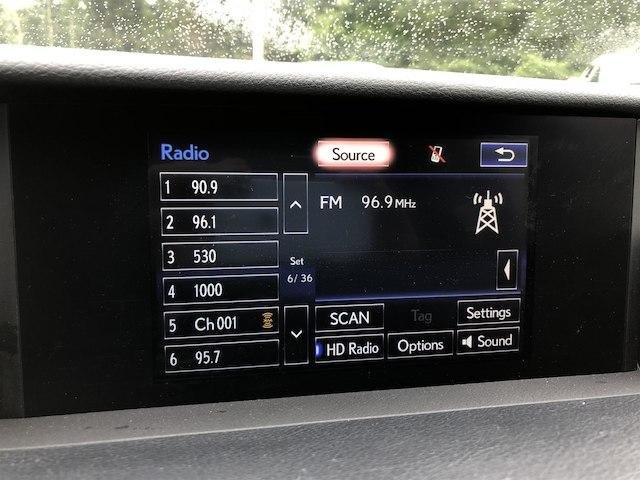 Radio
Source
1 90.9
2 96.1
3 530
4 1000
5 Ch 001
6 95.7
Set
6/36
FM 96.9 MHz
SCAN
Tag
Settings
HD Radio
Options
Sound